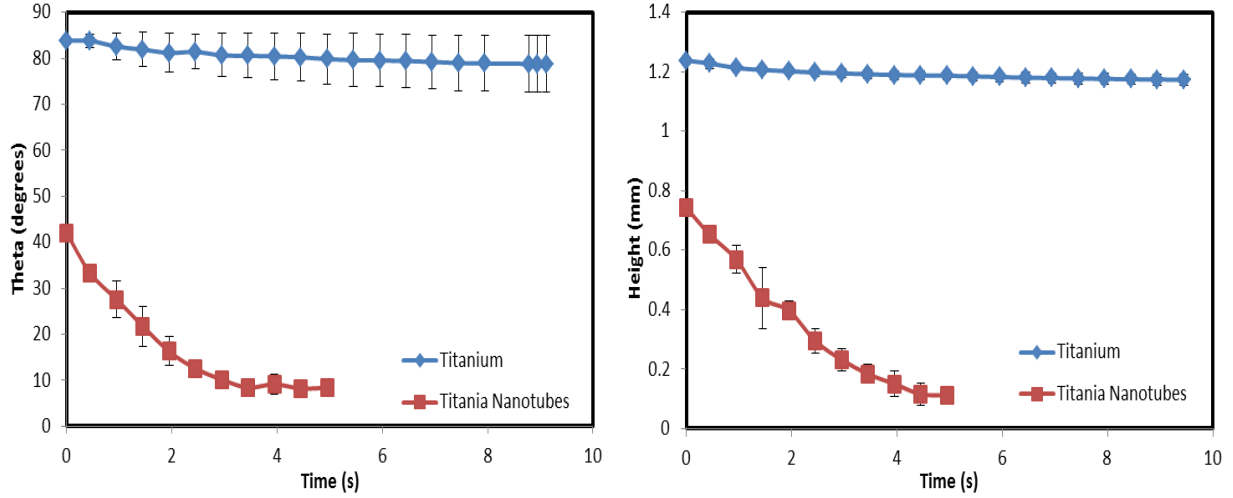 90
80
70
60
50
40
30
20
10
0
Theta (degrees)
Titanium
Titania Nanotubes
0 2 4 6 8 10
Time (s)
1.4
1.2
1
0.8
0.6
0.4
0.2
0
Height (mm)
Titanium
Titania Nanotubes
0 2 4 6 8 10
Time (s)